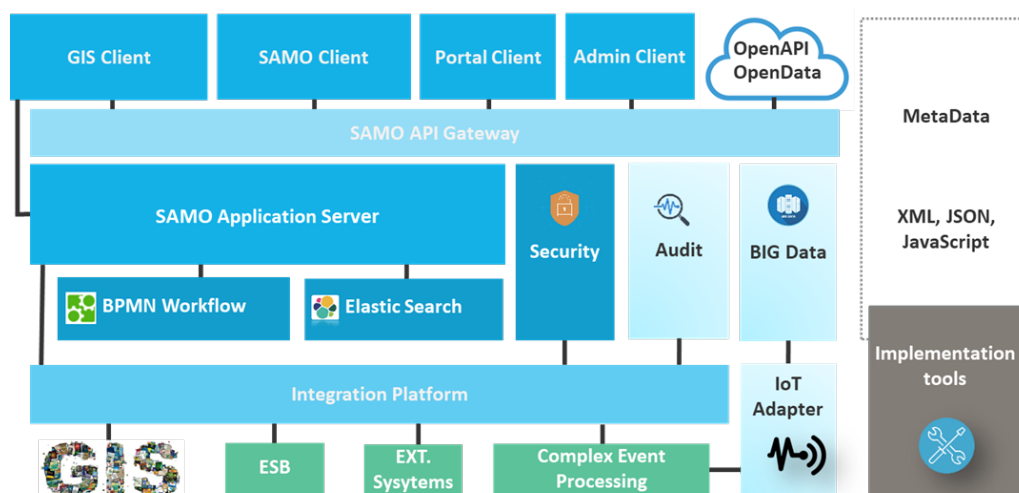 GIS Client
SAMO Client
Portal Client
Admin Client
OpenAPI
OpenData
MetaData
SAMO API Gateway
SAMO Application Server
Security
Audit
BIG Data
XML, JSON,
JavaScript
BPMN Workflow
Elastic Search
Implementation
tools
Integration Platform
IoT
Adapter
GIS
ESB
EXT.
Sysytems
Complex Event
Processing